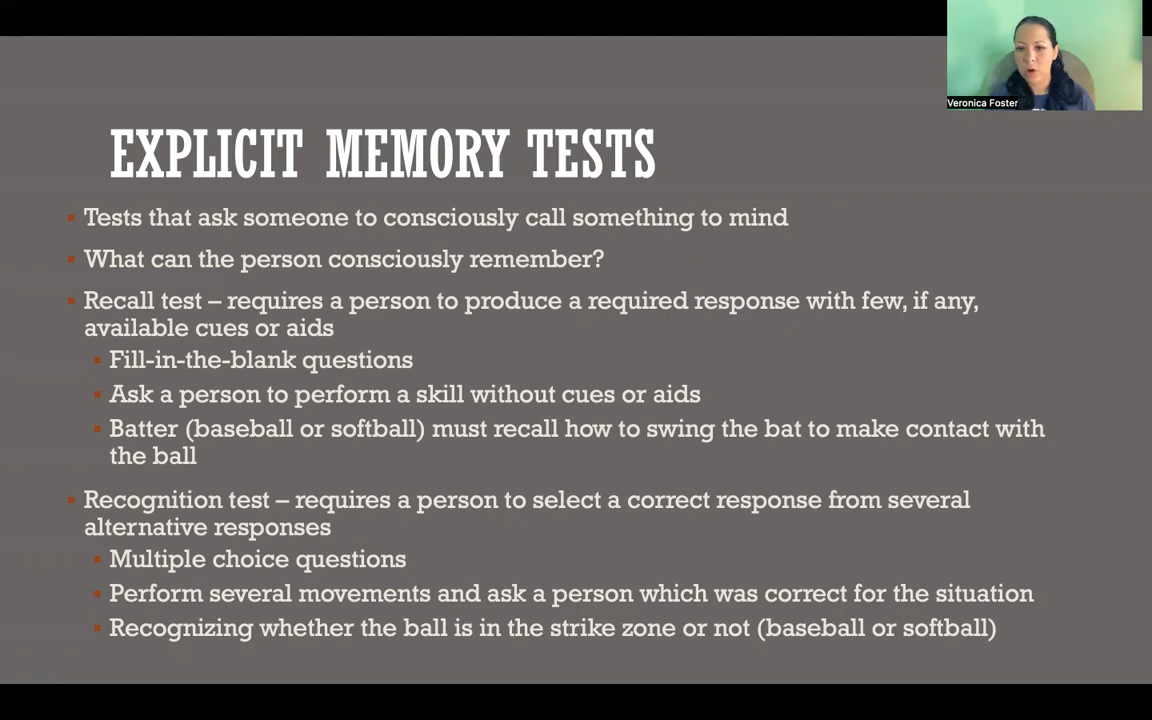 Veronica Foster
EXPLICIT MEMORY TESTS
Tests that ask someone to consciously call something to mind
What can the person consciously remember?
Recall test – requires a person to produce a required response with few, if any,
available cues or aids
Fill-in-the-blank questions
Ask a person to perform a skill without cues or aids
Batter (baseball or softball) must recall how to swing the bat to make contact with
the ball
Recognition test – requires a person to select a correct response from several
alternative responses
Multiple choice questions
Perform several movements and ask a person which was correct for the situation
Recognizing whether the ball is in the strike zone or not (baseball or softball)